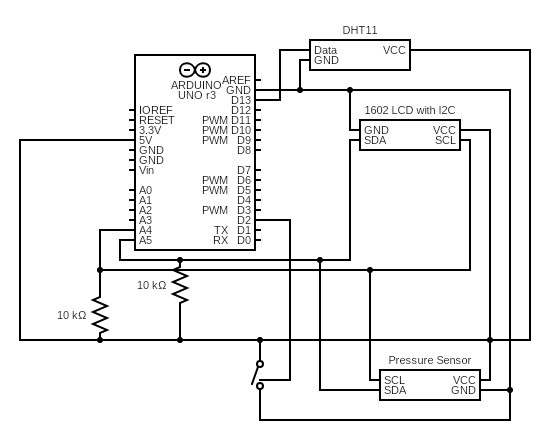 DHT11
Data VCC
GND
ARDUINO
UNO r3
AREF
GND
D13
IOREF D12
RESET PWM D11
3.3V PWM D10
5V PWM D9
GND D8
GND
Vin D7
PWM D6
A0 PWM D5
A1 D4
A2 PWM D3
A3 D2
A4 TX D1
A5 RX D0
1602 LCD with I2C
GND VCC
SDA SCL
10 kΩ
10 kΩ
Pressure Sensor
SCL VCC
SDA GND